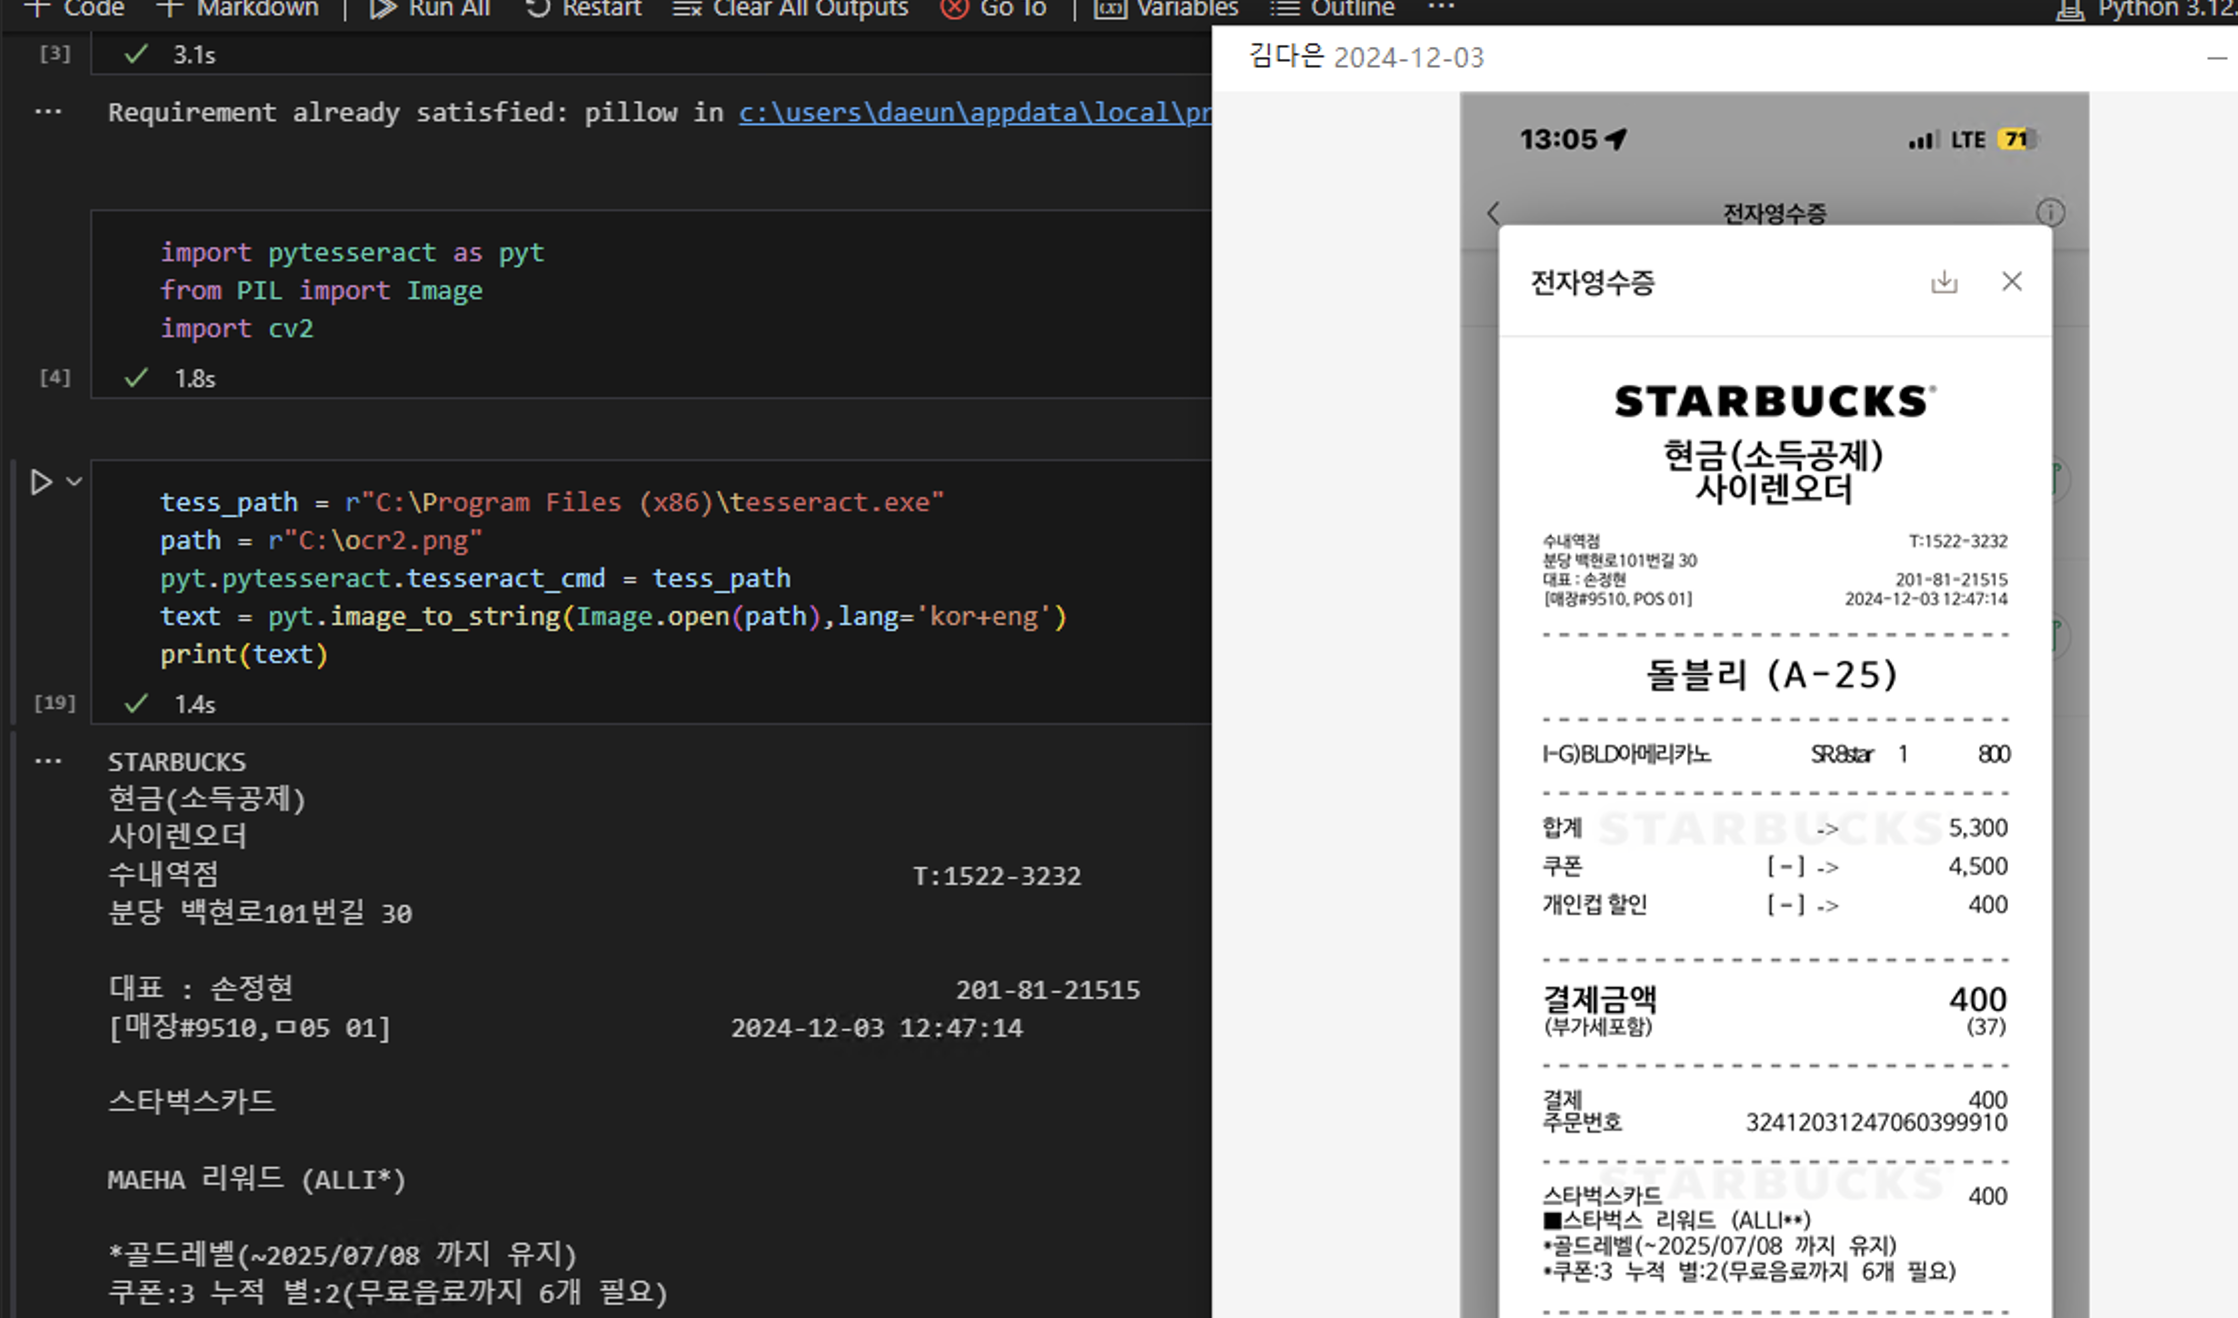 Code Markdown Run All Restart Clear All Outputs Go To Variables Outline ... Python 3.12.
[3] 3.1s
... Requirement already satisfied: pillow in c:\users\daeun\appdata\local\pr
import pytesseract as pyt
from PIL import Image
import cv2
[4] 1.8s
tess_path = r"C:\Program Files (x86)\tesseract.exe"
path = r"C:\ocr2.png"
pyt.pytesseract.tesseract_cmd = tess_path
text = pyt.image_to_string(Image.open(path),lang='kor+eng')
print(text)
[19] 1.4s
... STARBUCKS
현금(소득공제)
사이렌오더
수내역점 T:1522-3232
분당 백현로101번길 30
대표 : 손정현 201-81-21515
[매장#9510,ㅁ05 01] 2024-12-03 12:47:14
스타벅스카드
MAEHA 리워드 (ALLI*)
*골드레벨(~2025/07/08 까지 유지)
쿠폰:3 누적 별:2(무료음료까지 6개 필요)
김다은 2024-12-03
13:05 LTE 71
전자영수증
전자영수증
STARBUCKS
현금(소득공제)
사이렌오더
수내역점 T:1522-3232
분당 백현로101번길 30
대표 : 손정현 201-81-21515
[매장#9510, POS 01] 2024-12-03 12:47:14
돌블리 (A-25)
I-G)BLD아메리카노 SR.8star 1 800
합계 -> 5,300
쿠폰 [-] -> 4,500
개인컵 할인 [-] -> 400
STARBUCKS
결제금액 400
(부가세포함) (37)
결제 400
주문번호 32412031247060399910
STARBUCKS
스타벅스카드 400
■스타벅스 리워드 (ALLI**)
*골드레벨(~2025/07/08 까지 유지)
*쿠폰:3 누적 별:2(무료음료까지 6개 필요)